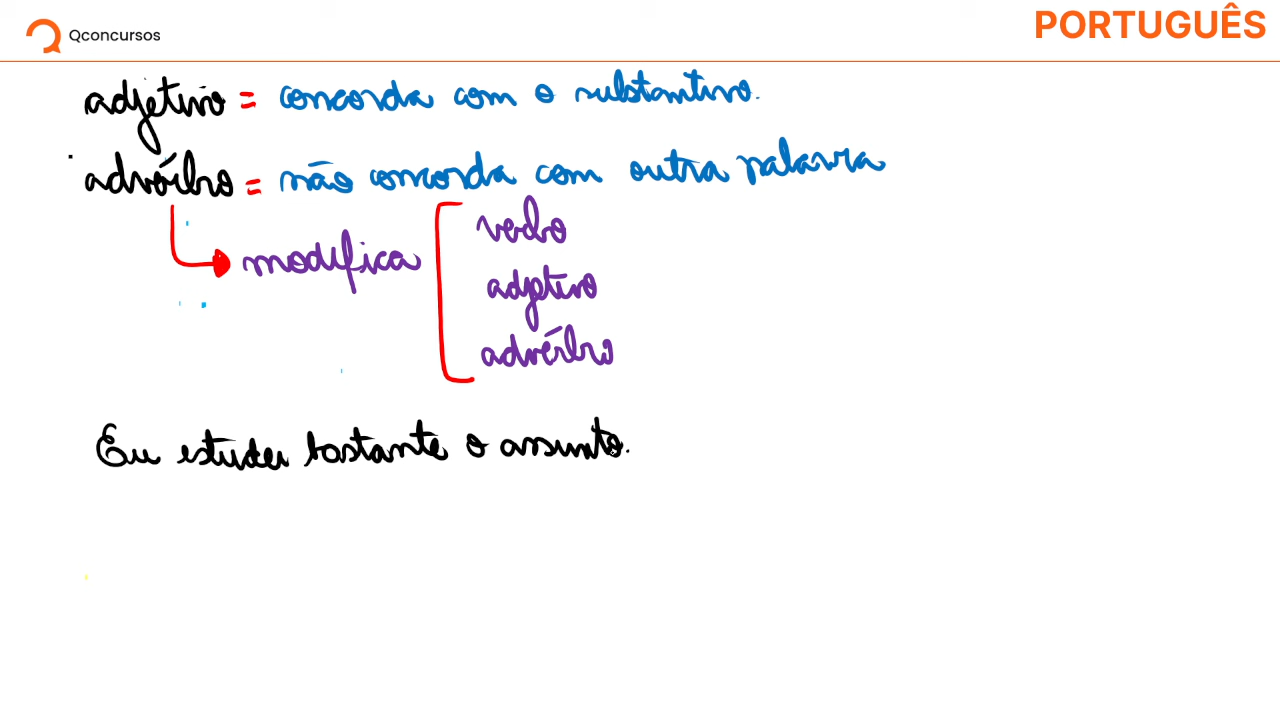 Qconcursos
PORTUGUÊS
adjetivo = concorda com o substantivo.
advérbio = não concorda com outra palavra
modifica
verbo
adjetivo
advérbio
Eu estudei bastante o assunto.